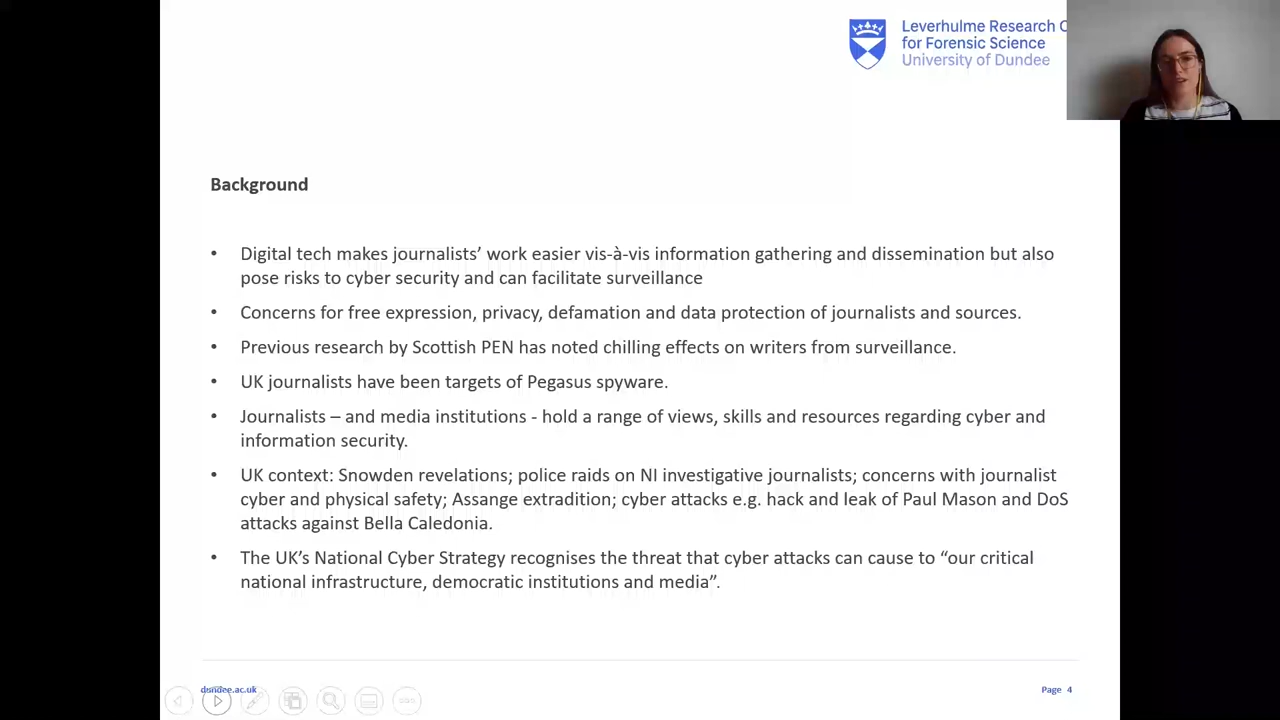 Leverhulme Research C
for Forensic Science
University of Dundee
Background
• Digital tech makes journalists’ work easier vis-à-vis information gathering and dissemination but also
pose risks to cyber security and can facilitate surveillance
• Concerns for free expression, privacy, defamation and data protection of journalists and sources.
• Previous research by Scottish PEN has noted chilling effects on writers from surveillance.
• UK journalists have been targets of Pegasus spyware.
• Journalists – and media institutions - hold a range of views, skills and resources regarding cyber and
information security.
• UK context: Snowden revelations; police raids on NI investigative journalists; concerns with journalist
cyber and physical safety; Assange extradition; cyber attacks e.g. hack and leak of Paul Mason and DoS
attacks against Bella Caledonia.
• The UK’s National Cyber Strategy recognises the threat that cyber attacks can cause to “our critical
national infrastructure, democratic institutions and media”.
dundee.ac.uk
Page 4